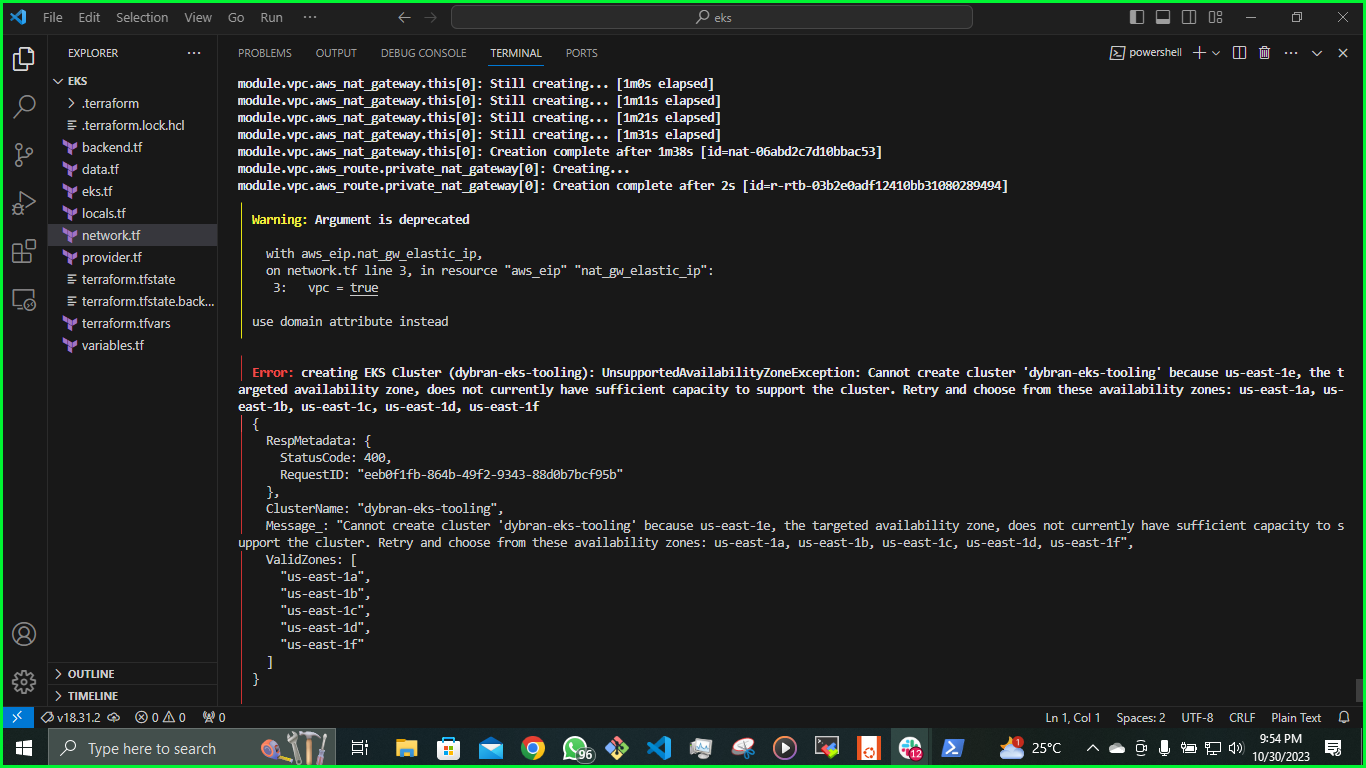 File Edit Selection View Go Run ··· eks
EXPLORER ···
EKS
.terraform
.terraform.lock.hcl
backend.tf
data.tf
eks.tf
locals.tf
network.tf
provider.tf
terraform.tfstate
terraform.tfstate.back...
terraform.tfvars
variables.tf
OUTLINE
TIMELINE
PROBLEMS OUTPUT DEBUG CONSOLE TERMINAL PORTS powershell ···
module.vpc.aws_nat_gateway.this[0]: Still creating... [1m0s elapsed]
module.vpc.aws_nat_gateway.this[0]: Still creating... [1m11s elapsed]
module.vpc.aws_nat_gateway.this[0]: Still creating... [1m21s elapsed]
module.vpc.aws_nat_gateway.this[0]: Still creating... [1m31s elapsed]
module.vpc.aws_nat_gateway.this[0]: Creation complete after 1m38s [id=nat-06abd2c7d10bbac53]
module.vpc.aws_route.private_nat_gateway[0]: Creating...
module.vpc.aws_route.private_nat_gateway[0]: Creation complete after 2s [id=r-rtb-03b2e0adf12410bb31080289494]
Warning: Argument is deprecated
with aws_eip.nat_gw_elastic_ip,
on network.tf line 3, in resource "aws_eip" "nat_gw_elastic_ip":
3: vpc = true
use domain attribute instead
Error: creating EKS Cluster (dybran-eks-tooling): UnsupportedAvailabilityZoneException: Cannot create cluster 'dybran-eks-tooling' because us-east-1e, the t
argeted availability zone, does not currently have sufficient capacity to support the cluster. Retry and choose from these availability zones: us-east-1a, us-
east-1b, us-east-1c, us-east-1d, us-east-1f
{
RespMetadata: {
StatusCode: 400,
RequestID: "eeb0f1fb-864b-49f2-9343-88d0b7bcf95b"
},
ClusterName: "dybran-eks-tooling",
Message_: "Cannot create cluster 'dybran-eks-tooling' because us-east-1e, the targeted availability zone, does not currently have sufficient capacity to s
upport the cluster. Retry and choose from these availability zones: us-east-1a, us-east-1b, us-east-1c, us-east-1d, us-east-1f",
ValidZones: [
"us-east-1a",
"us-east-1b",
"us-east-1c",
"us-east-1d",
"us-east-1f"
]
}
v18.31.2 0 0 0 Ln 1, Col 1 Spaces: 2 UTF-8 CRLF Plain Text
Type here to search 96 12 1 25°C 9:54 PM
10/30/2023